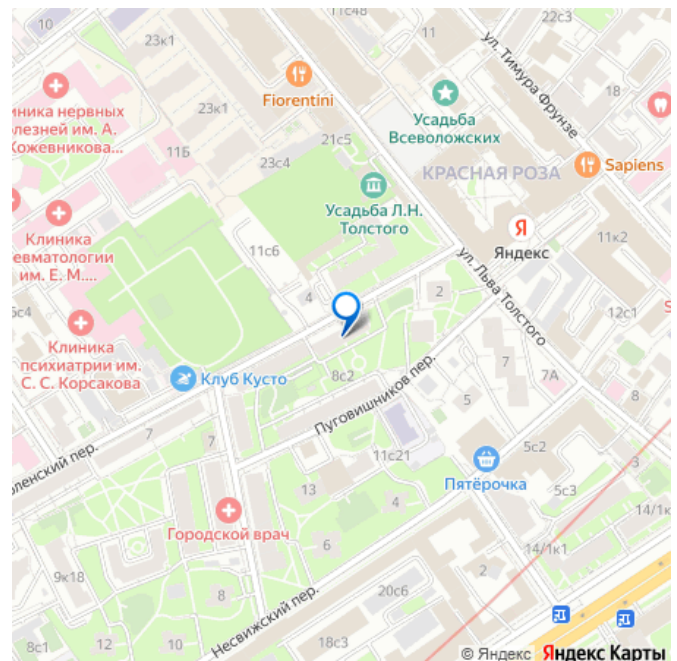 10
11с48
11
22с3
23к1
ул. Тимура Фрунзе
Fiorentini
18
иника нервных
олезней им. А.
Кожевникова...
23к1
Усадьба
Всеволожских
11Б
21с5
23с4
КРАСНАЯ РОЗА
Sapiens
Усадьба Л.Н.
Толстого
Я
Яндекс
11к2
Клиника
ревматологии
им. Е. М....
11с6
ул. Льва Толстого
4
2
5с4
12с1
Клиника
психиатрии им.
С. С. Корсакова
Клуб Кусто
8с2
7
7А
Пуговишников пер.
8
5
7
7
оленский пер.
5с2
11с21
3
Пятёрочка
13
5с3
4
14/1к
Городской врач
6
14/1к1
9к18
2
20с6
8
Несвижский пер.
8с1
12
10
18с3
© Яндекс Яндекс Карты